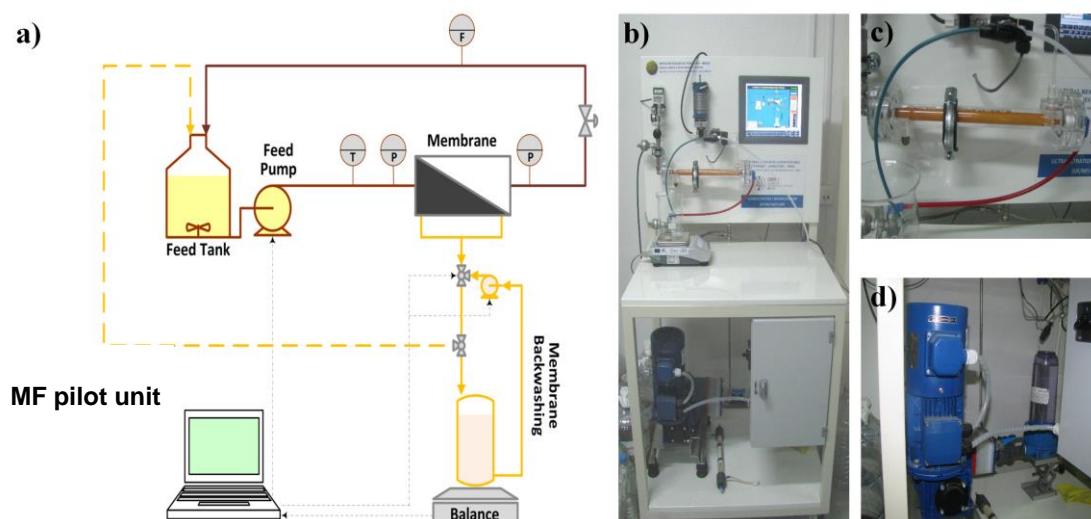 a)
F
Feed
Pump
T
P
Membrane
P
Feed Tank
Membrane
Backwashing
MF pilot unit
Balance
b)
c)
d)